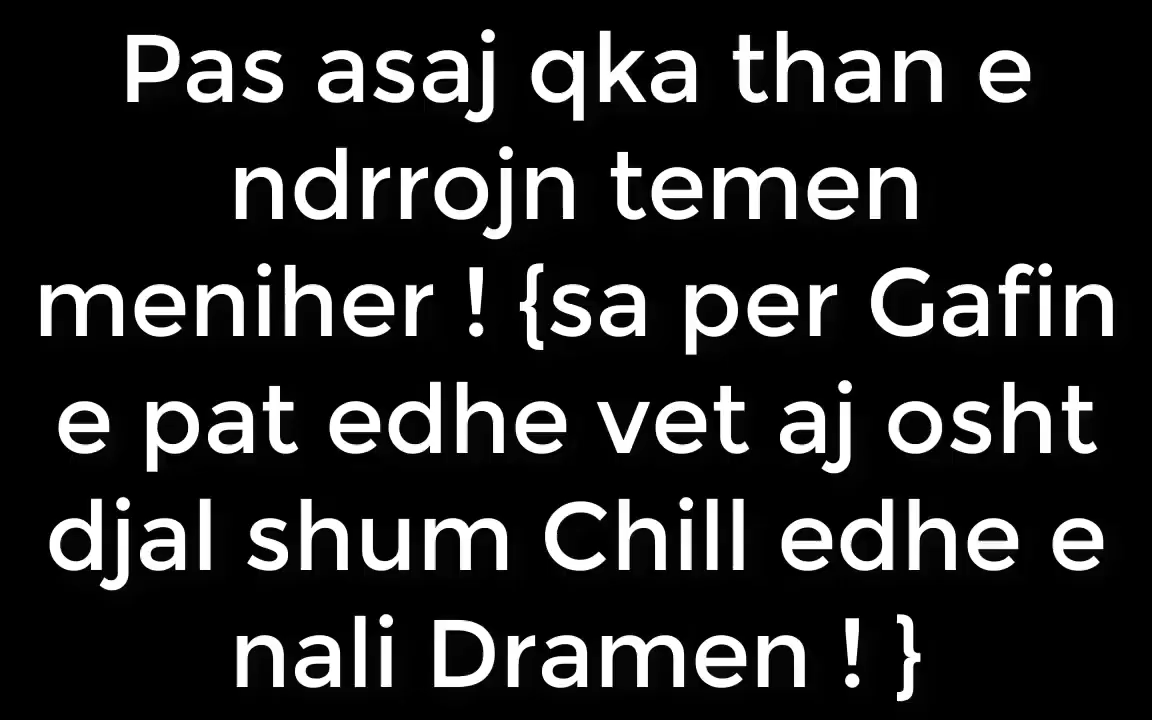 Pas asaj qka than e
ndrrojn temen
meniher ! {sa per Gafin
e pat edhe vet aj osht
djal shum Chill edhe e
nali Dramen ! }